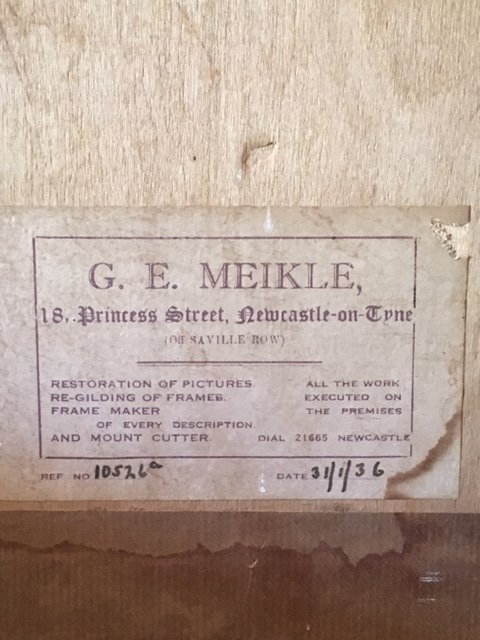 G. E. MEIKLE,
18, Princess Street, Newcastle-on-Tyne
(Off SAVILLE ROW)
RESTORATION OF PICTURES. ALL THE WORK
RE-GILDING OF FRAMES. EXECUTED ON
FRAME MAKER THE PREMISES
OF EVERY DESCRIPTION.
AND MOUNT CUTTER. DIAL 21665 NEWCASTLE
REF NO 10526a DATE 31/1/36